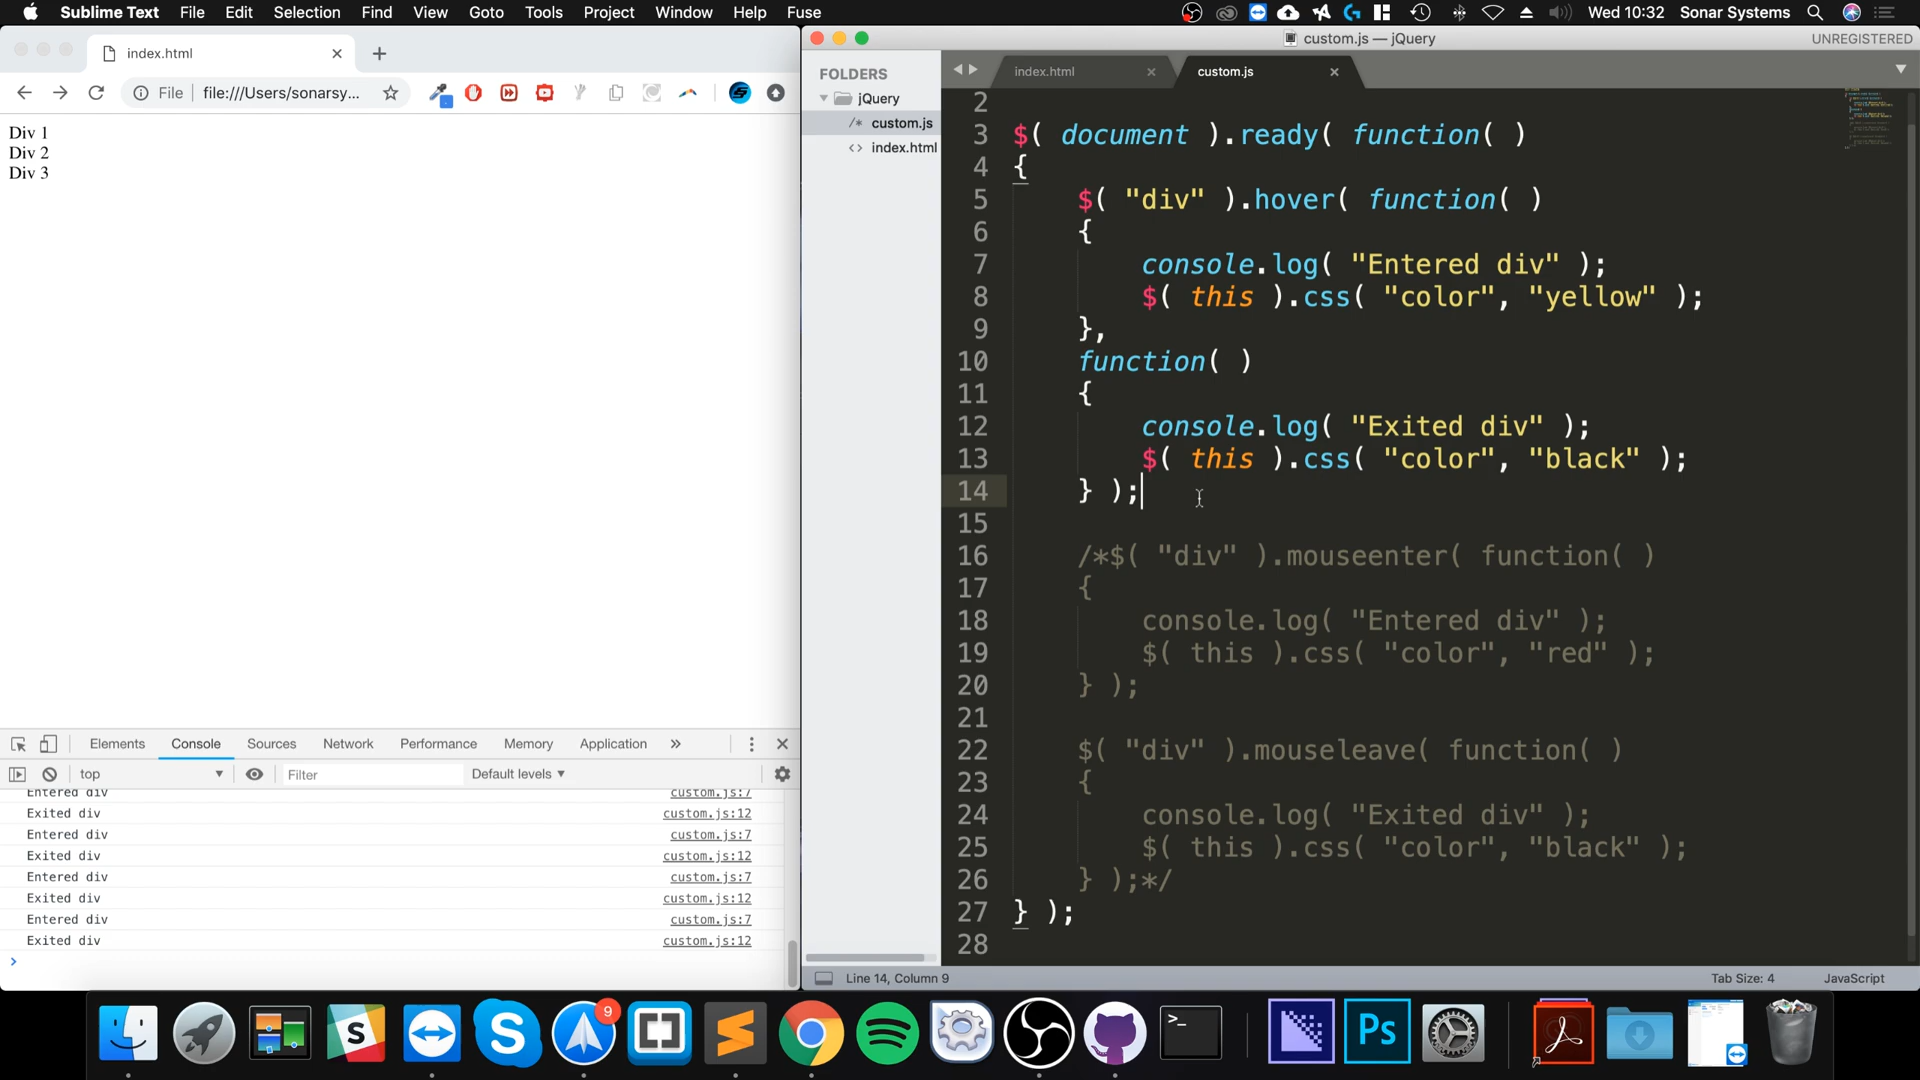 Sublime Text File Edit Selection Find View Goto Tools Project Window Help Fuse Wed 10:32 Sonar Systems
index.html
File file:///Users/sonarsy...
Div 1
Div 2
Div 3
Elements Console Sources Network Performance Memory Application »
top Filter Default levels
Entered div custom.js:7
Exited div custom.js:12
Entered div custom.js:7
Exited div custom.js:12
Entered div custom.js:7
Exited div custom.js:12
Entered div custom.js:7
Exited div custom.js:12
>
custom.js — jQuery UNREGISTERED
FOLDERS
jQuery
/* custom.js
<> index.html
index.html custom.js
2
3 $( document ).ready( function( )
4 {
5 $( "div" ).hover( function( )
6 {
7 console.log( "Entered div" );
8 $( this ).css( "color", "yellow" );
9 },
10 function( )
11 {
12 console.log( "Exited div" );
13 $( this ).css( "color", "black" );
14 } );
15
16 /*$( "div" ).mouseenter( function( )
17 {
18 console.log( "Entered div" );
19 $( this ).css( "color", "red" );
20 } );
21
22 $( "div" ).mouseleave( function( )
23 {
24 console.log( "Exited div" );
25 $( this ).css( "color", "black" );
26 } );*/
27 } );
28
Line 14, Column 9 Tab Size: 4 JavaScript
9
Ps